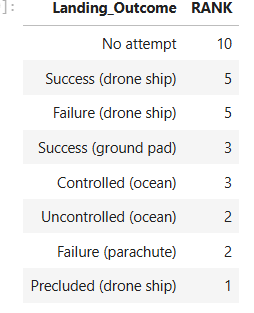 ]: Landing_Outcome RANK
No attempt 10
Success (drone ship) 5
Failure (drone ship) 5
Success (ground pad) 3
Controlled (ocean) 3
Uncontrolled (ocean) 2
Failure (parachute) 2
Precluded (drone ship) 1